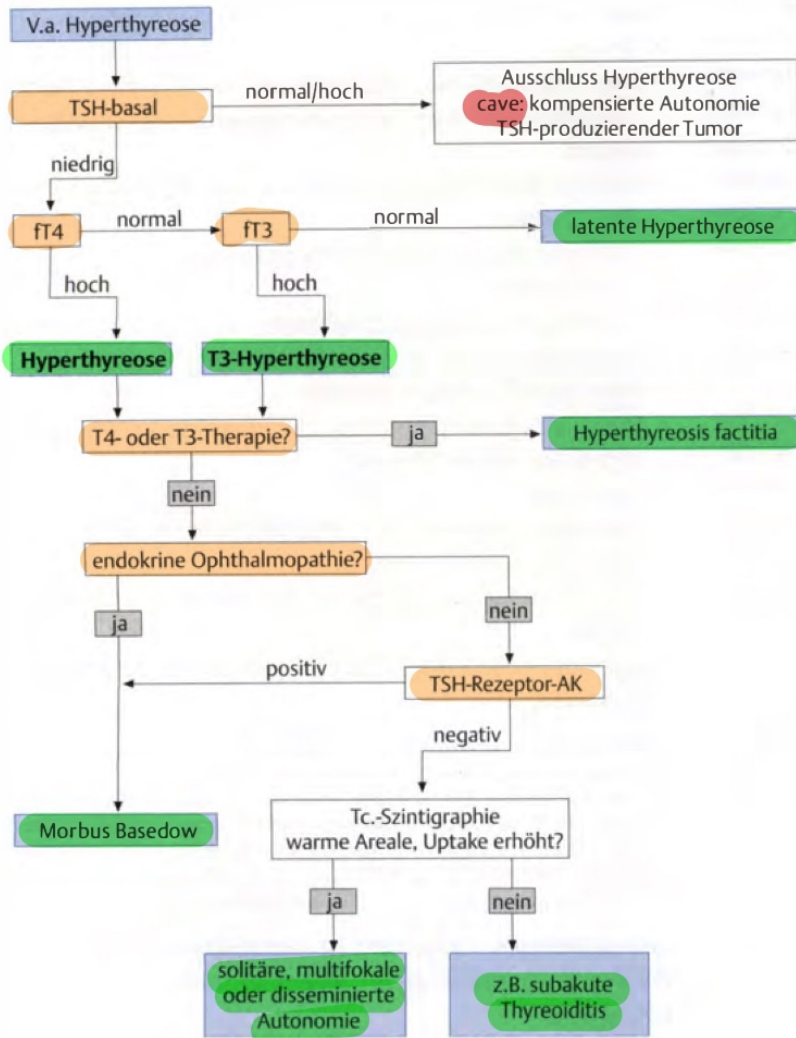 V.a. Hyperthyreose
TSH-basal
normal/hoch
Ausschluss Hyperthyreose
cave: kompensierte Autonomie
TSH-produzierender Tumor
niedrig
fT4
normal
fT3
normal
latente Hyperthyreose
hoch
hoch
Hyperthyreose
T3-Hyperthyreose
T4- oder T3-Therapie?
ja
Hyperthyreosis factitia
nein
endokrine Ophthalmopathie?
ja
nein
positiv
TSH-Rezeptor-AK
negativ
Morbus Basedow
Tc.-Szintigraphie
warme Areale, Uptake erhöht?
ja
nein
solitäre, multifokale
oder disseminierte
Autonomie
z.B. subakute
Thyreoiditis